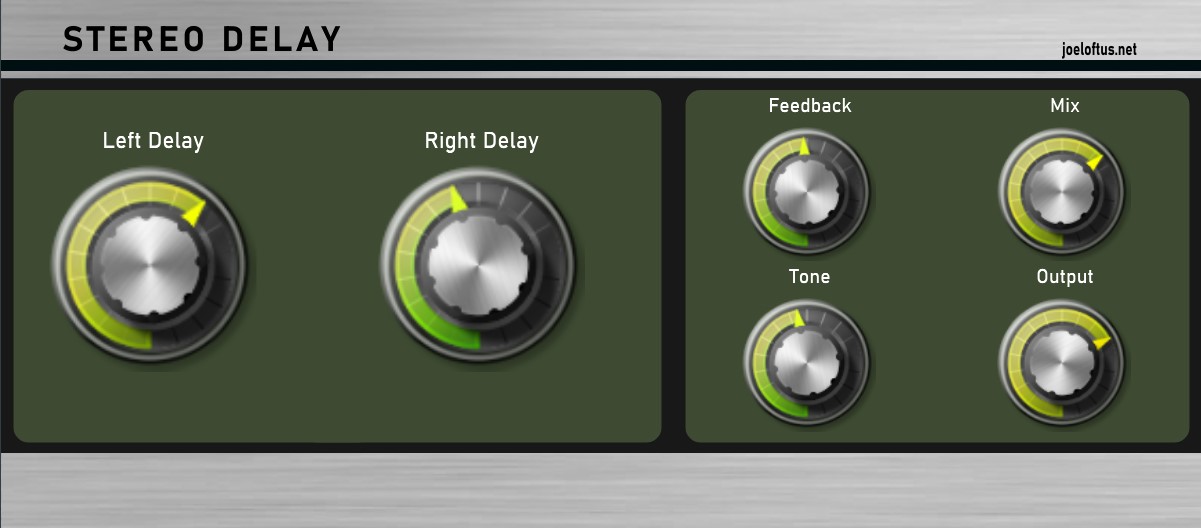 STEREO DELAY
joeloftus.net
Left Delay
Right Delay
Feedback
Mix
Tone
Output